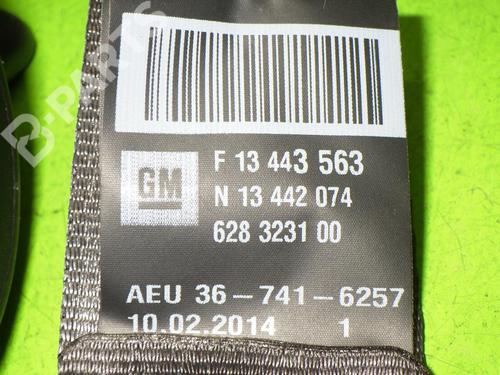 B-PARTS
GM
F 13 443 563
N 13 442 074
628 3231 00
AEU 36-741-6257
10.02.2014 1